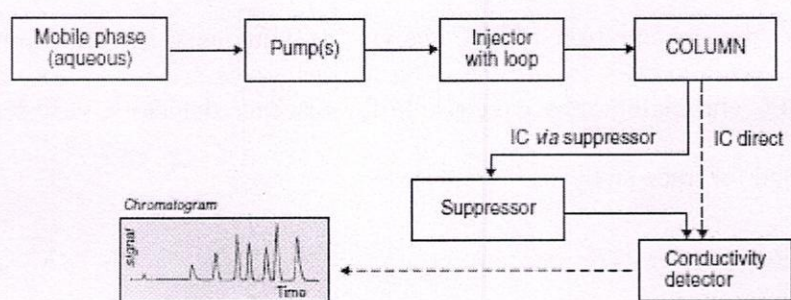 Mobile phase
(aqueous)
Pump(s)
Injector
with loop
COLUMN
IC via suppressor
IC direct
Suppressor
Chromatogram
signal
Time
Conductivity
detector